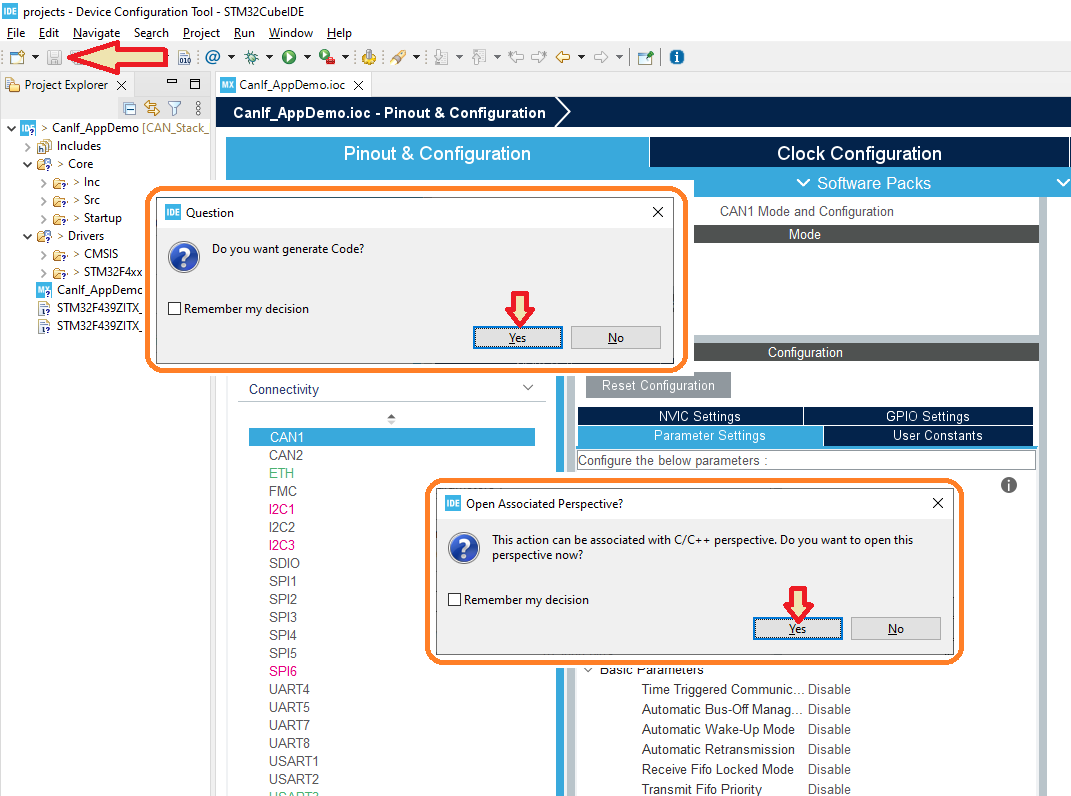 IDE projects - Device Configuration Tool - STM32CubeIDE
File Edit Navigate Search Project Run Window Help
Project Explorer
MX CanIf_AppDemo.ioc
CanIf_AppDemo.ioc - Pinout & Configuration
Pinout & Configuration
Clock Configuration
Software Packs
IDE > CanIf_AppDemo [CAN_Stack_
Includes
> Core
> Inc
> Src
> Startup
> Drivers
> CMSIS
> STM32F4xx
MX CanIf_AppDemo
STM32F439ZITX_
STM32F439ZITX_
CAN1 Mode and Configuration
Mode
IDE Question
Do you want generate Code?
Remember my decision
Yes
No
Configuration
Reset Configuration
Connectivity
NVIC Settings
GPIO Settings
Parameter Settings
User Constants
Configure the below parameters :
CAN1
CAN2
ETH
FMC
I2C1
I2C2
I2C3
SDIO
SPI1
SPI2
SPI3
SPI4
SPI5
SPI6
UART4
UART5
UART7
UART8
USART1
USART2
USART3
IDE Open Associated Perspective?
This action can be associated with C/C++ perspective. Do you want to open this
perspective now?
Remember my decision
Yes
No
Basic Parameters
Time Triggered Communic... Disable
Automatic Bus-Off Manag... Disable
Automatic Wake-Up Mode Disable
Automatic Retransmission Disable
Receive Fifo Locked Mode Disable
Transmit Fifo Priority Disable